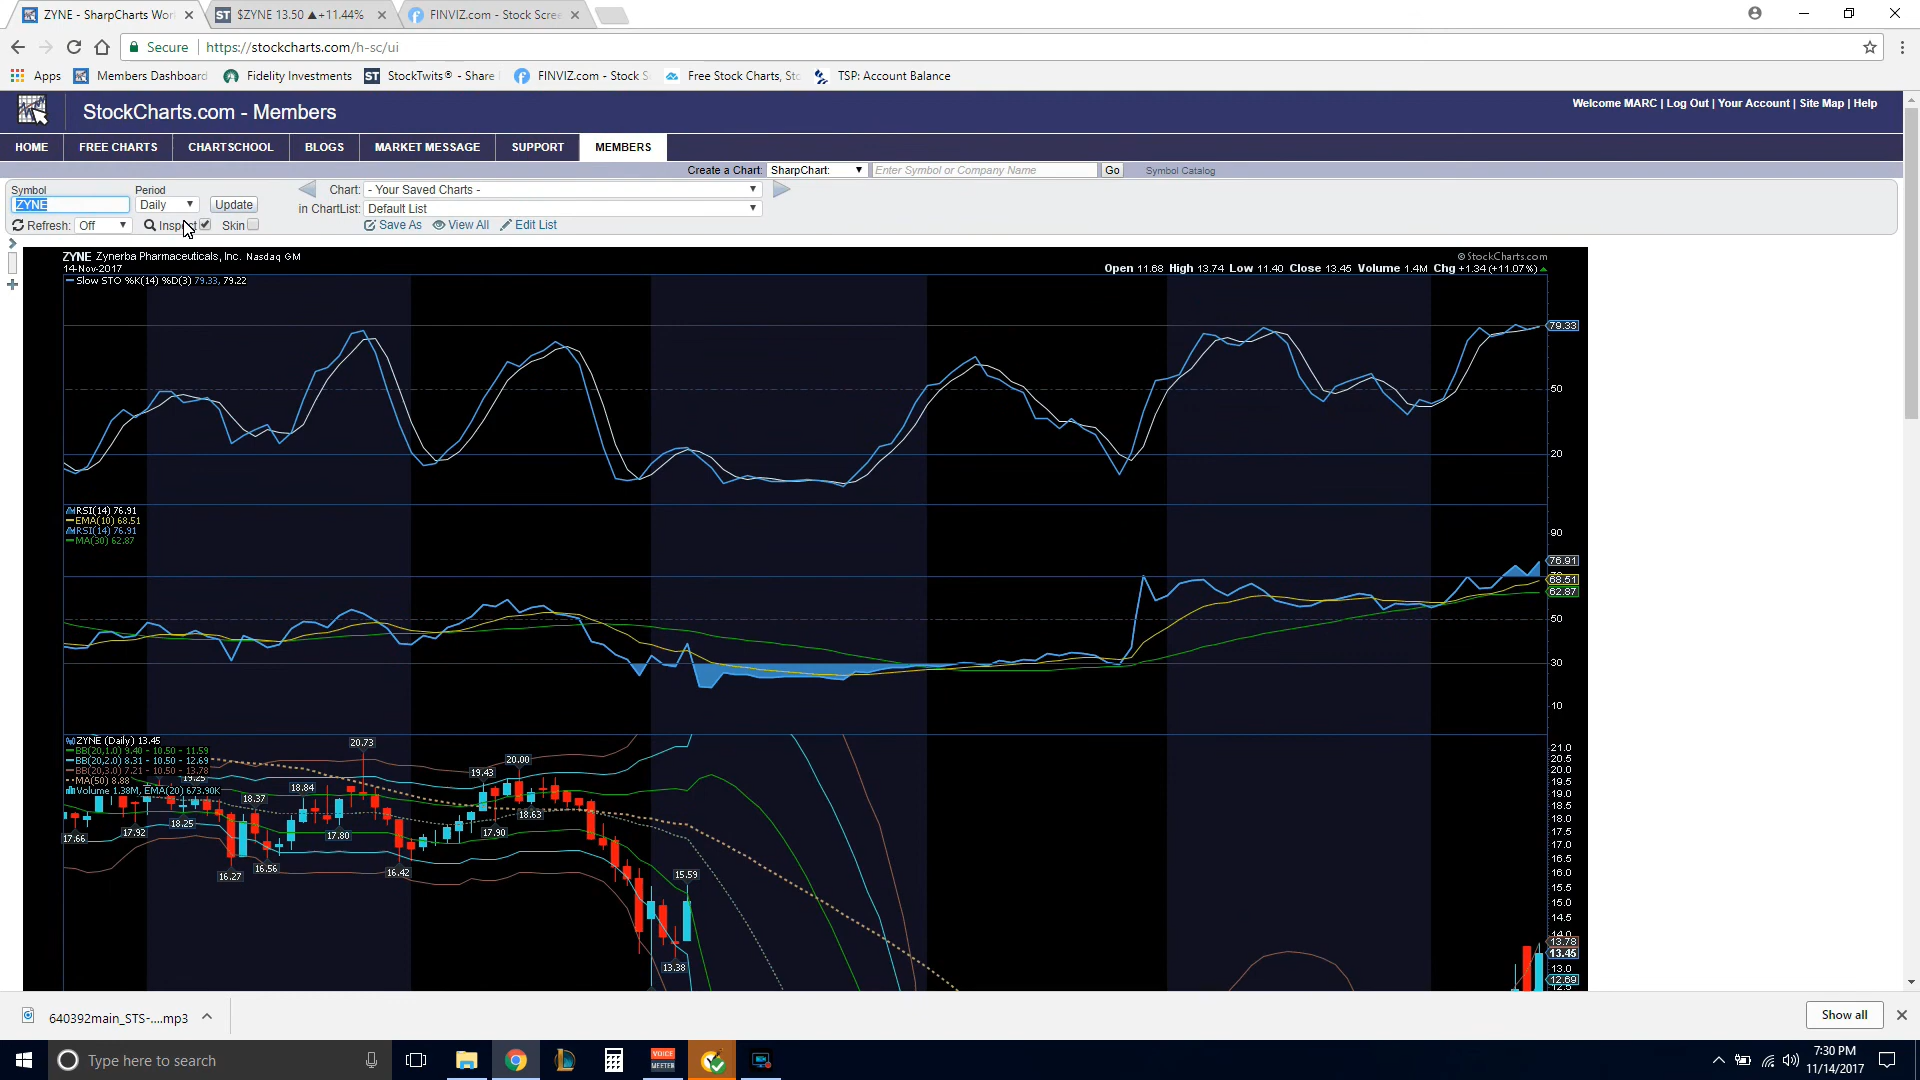 ZYNE - SharpCharts Wor
$ZYNE 13.50 ▲+11.44%
FINVIZ.com - Stock Scree
Secure
https://stockcharts.com/h-sc/ui
Apps
Members Dashboard
Fidelity Investments
StockTwits® - Share
FINVIZ.com - Stock S
Free Stock Charts, Sto
TSP: Account Balance
StockCharts.com - Members
Welcome MARC | Log Out | Your Account | Site Map | Help
HOME
FREE CHARTS
CHARTSCHOOL
BLOGS
MARKET MESSAGE
SUPPORT
MEMBERS
Create a Chart:
SharpChart:
Enter Symbol or Company Name
Go
Symbol Catalog
Symbol
Period
Chart:
- Your Saved Charts -
ZYNE
Daily
Update
in ChartList:
Default List
Refresh:
Off
Skin
Save As
View All
Edit List
ZYNE Zynerba Pharmaceuticals, Inc. Nasdaq GM
© StockCharts.com
14-Nov-2017
Open 11.68 High 13.74 Low 11.40 Close 13.45 Volume 1.4M Chg +1.34 (+11.07%)
Slow STO %K(14) %D(3) 79.33, 79.22
79.33
50
20
RSI(14) 76.91
EMA(10) 68.51
RSI(14) 76.91
MA(30) 62.87
90
76.91
68.51
62.87
50
30
10
ZYNE (Daily) 13.45
BB(20,1.0) 9.40 - 10.50 - 11.59
BB(20,2.0) 8.31 - 10.50 - 12.69
BB(20,3.0) 7.21 - 10.50 - 13.78
MA(50) 8.88
Volume 1.38M, EMA(20) 673.90K
20.73
20.00
19.43
19.25
18.84
18.37
18.63
18.25
17.92
17.90
17.80
17.66
16.56
16.42
16.27
15.59
13.38
21.0
20.5
20.0
19.5
19.0
18.5
18.0
17.5
17.0
16.5
16.0
15.5
15.0
14.5
14.0
13.78
13.45
13.0
12.69
12.5
640392main_STS-....mp3
Show all
Type here to search
VOICE
MEETER
7:30 PM
11/14/2017